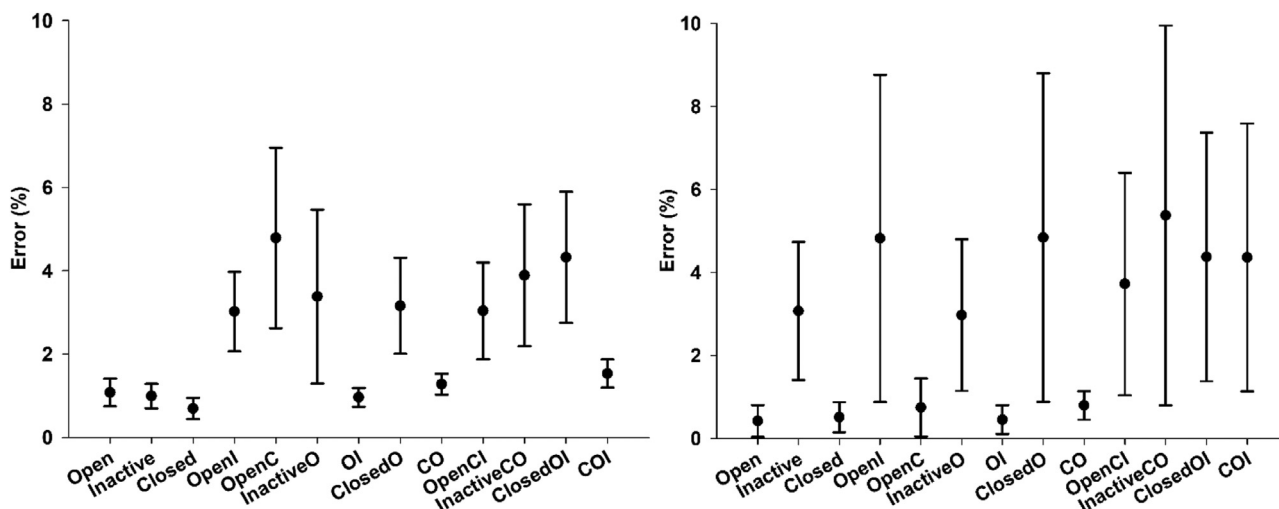 10
8
6
4
2
0
Error (%)
Open
Inactive
Closed
OpenI
OpenC
InactiveO
OI
ClosedO
CO
OpenCI
InactiveCO
ClosedOI
COI
10
8
6
4
2
0
Error (%)
Open
Inactive
Closed
OpenI
OpenC
InactiveO
OI
ClosedO
CO
OpenCI
InactiveCO
ClosedOI
COI